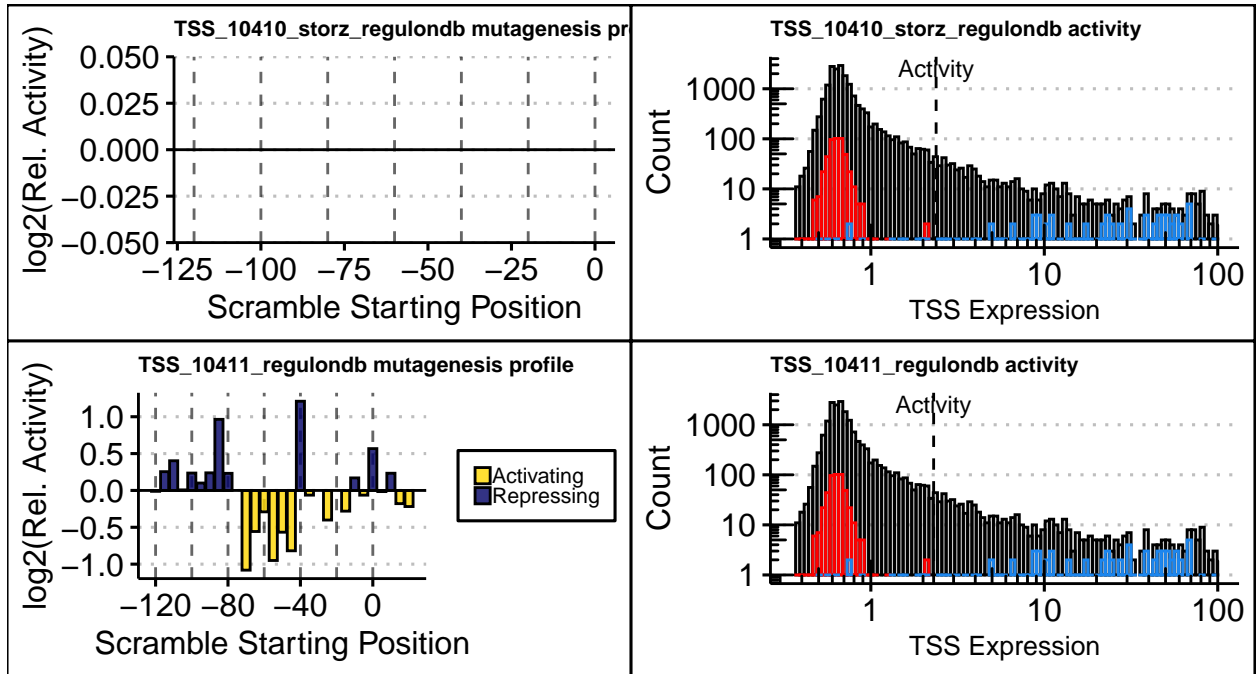 TSS_10410_storz_regulondb mutagenesis pr
log2(Rel. Activity)
0.050
0.025
0.000
−0.025
−0.050
−125 −100 −75 −50 −25 0
Scramble Starting Position
TSS_10410_storz_regulondb activity
Activity
Count
1000
100
10
1
1 10 100
TSS Expression
TSS_10411_regulondb mutagenesis profile
log2(Rel. Activity)
1.0
0.5
0.0
−0.5
−1.0
−120 −80 −40 0
Scramble Starting Position
Activating
Repressing
TSS_10411_regulondb activity
Activity
Count
1000
100
10
1
1 10 100
TSS Expression